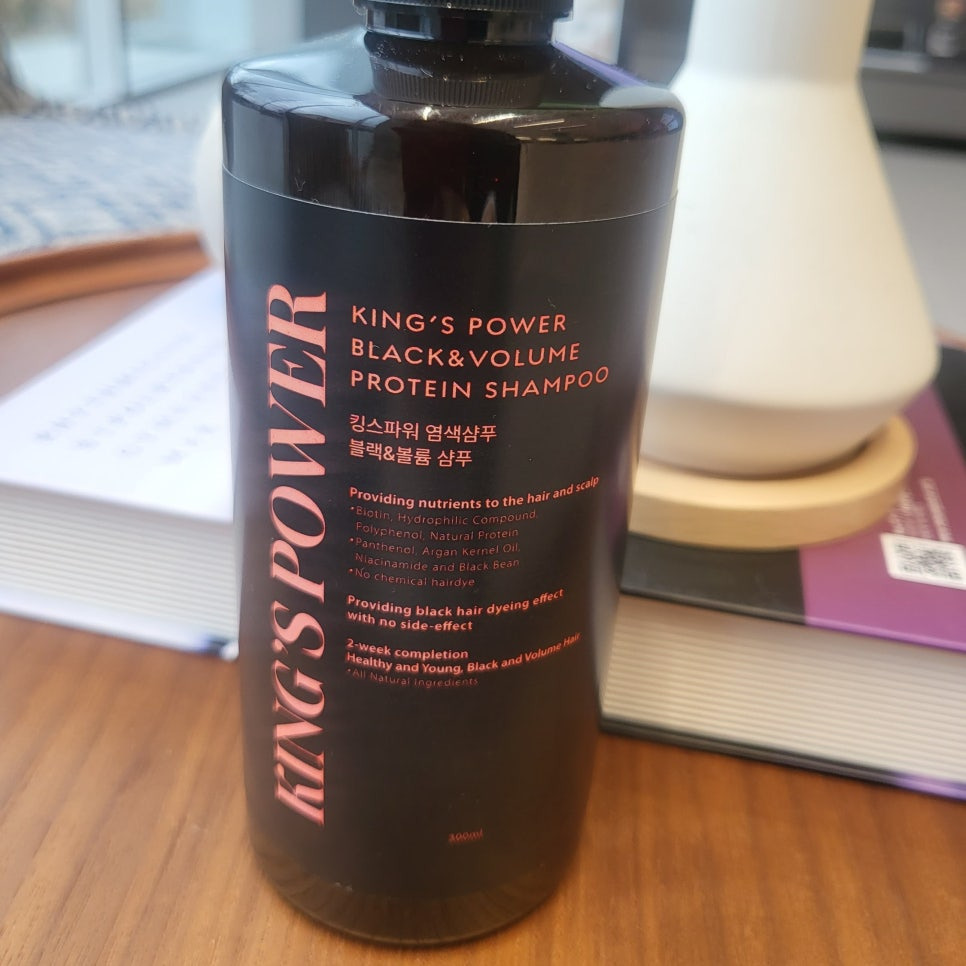 KING'S POWER
KING'S POWER
BLACK&VOLUME
PROTEIN SHAMPOO
킹스파워 염색샴푸
블랙&볼륨 샴푸
Providing nutrients to the hair and scalp
•Biotin, Hydrophilic Compound,
Polyphenol, Natural Protein
•Panthenol, Argan Kernel Oil,
Niacinamide and Black Bean
•No chemical hairdye
Providing black hair dyeing effect
with no side-effect
2-week completion
Healthy and Young, Black and Volume Hair
•All Natural Ingredients
300ml